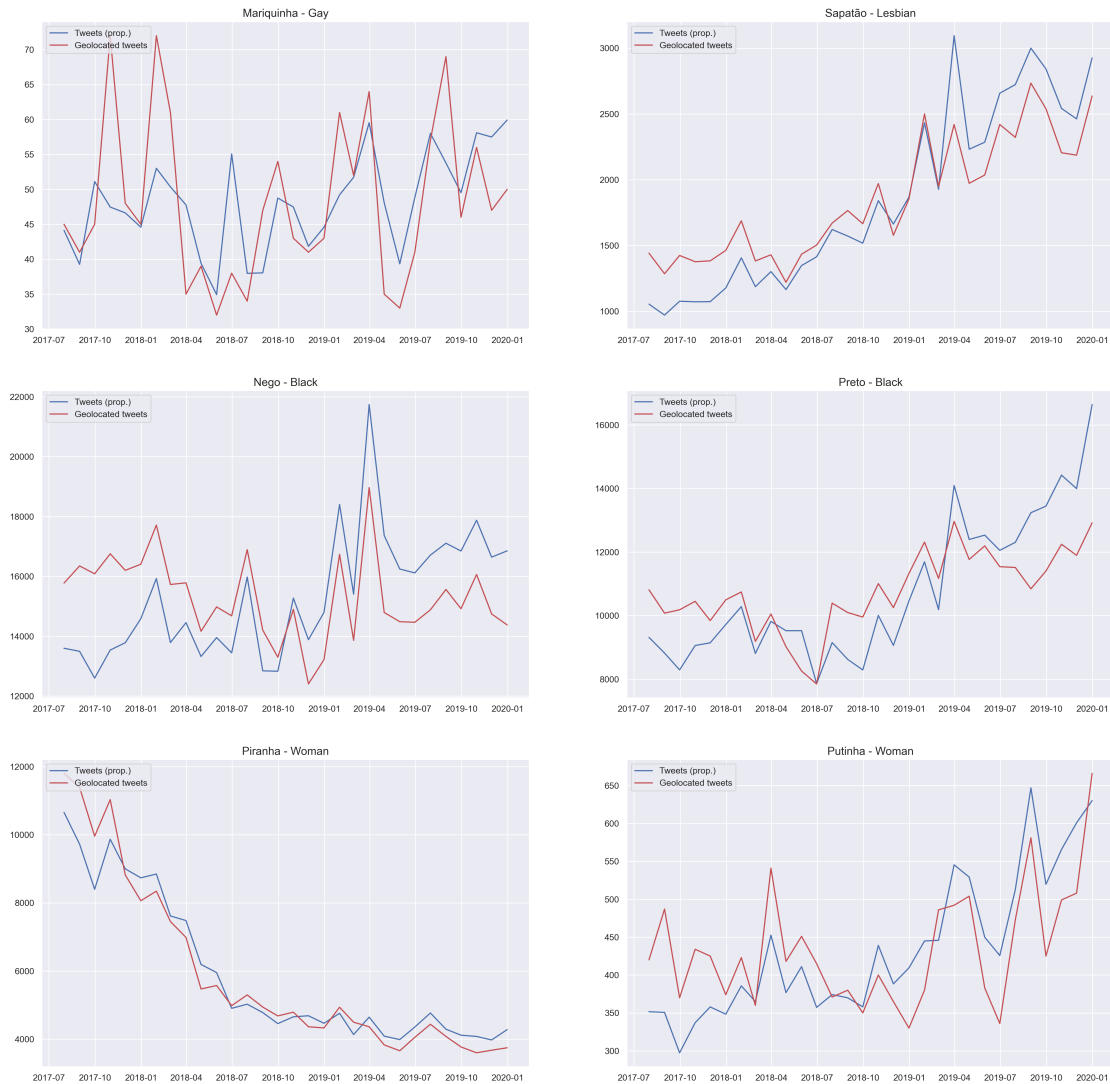 Mariquinha - Gay
Tweets (prop.)
Geolocated tweets
70
65
60
55
50
45
40
35
30
2017-07 2017-10 2018-01 2018-04 2018-07 2018-10 2019-01 2019-04 2019-07 2019-10 2020-01
Sapatão - Lesbian
Tweets (prop.)
Geolocated tweets
3000
2500
2000
1500
1000
2017-07 2017-10 2018-01 2018-04 2018-07 2018-10 2019-01 2019-04 2019-07 2019-10 2020-01
Nego - Black
Tweets (prop.)
Geolocated tweets
22000
20000
18000
16000
14000
12000
2017-07 2017-10 2018-01 2018-04 2018-07 2018-10 2019-01 2019-04 2019-07 2019-10 2020-01
Preto - Black
Tweets (prop.)
Geolocated tweets
16000
14000
12000
10000
8000
2017-07 2017-10 2018-01 2018-04 2018-07 2018-10 2019-01 2019-04 2019-07 2019-10 2020-01
Piranha - Woman
Tweets (prop.)
Geolocated tweets
12000
10000
8000
6000
4000
2017-07 2017-10 2018-01 2018-04 2018-07 2018-10 2019-01 2019-04 2019-07 2019-10 2020-01
Putinha - Woman
Tweets (prop.)
Geolocated tweets
650
600
550
500
450
400
350
300
2017-07 2017-10 2018-01 2018-04 2018-07 2018-10 2019-01 2019-04 2019-07 2019-10 2020-01